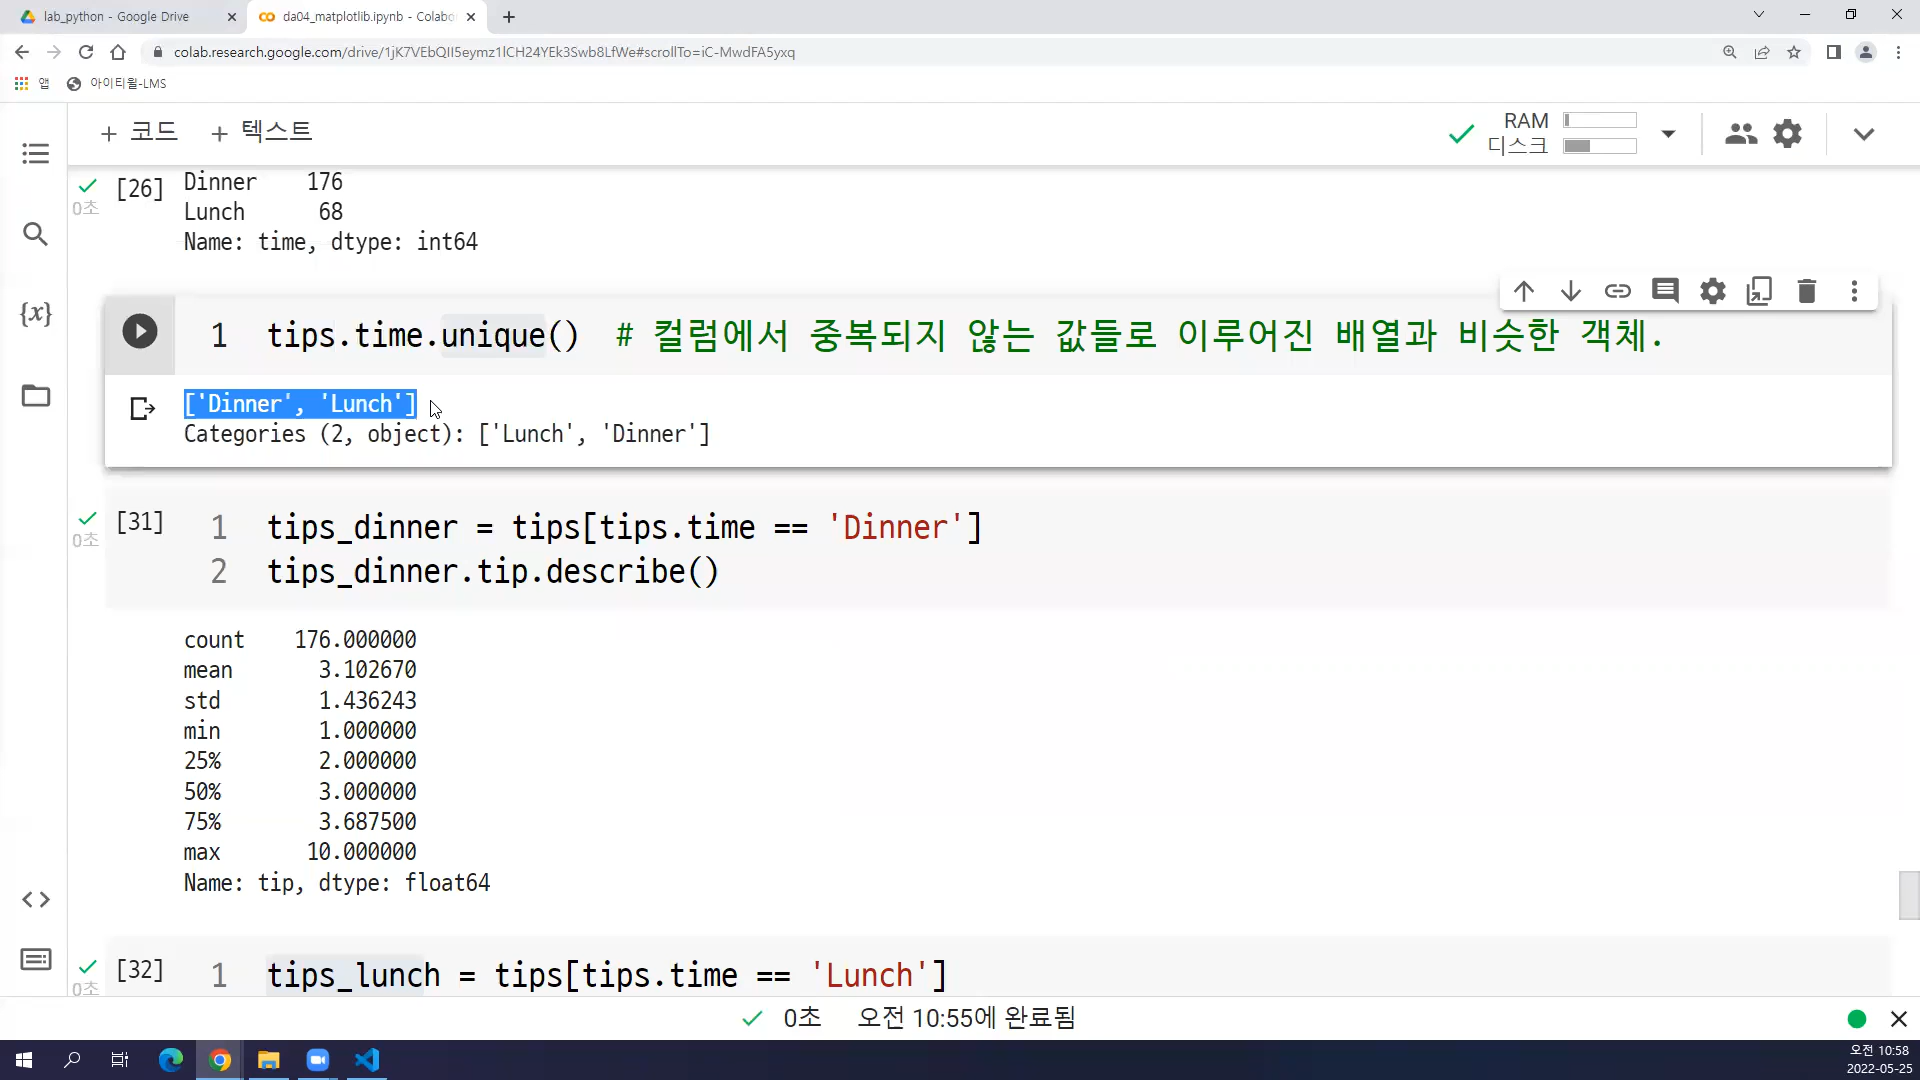 lab_python - Google Drive
da04_matplotlib.ipynb - Colabo
colab.research.google.com/drive/1jK7VEbQII5eymz1lCH24YEk3Swb8LfWe#scrollTo=iC-MwdFA5yxq
앱
아이티윌-LMS
+ 코드 + 텍스트
RAM
디스크
[26]
0초
Dinner 176
Lunch 68
Name: time, dtype: int64
{x}
1 tips.time.unique() # 컬럼에서 중복되지 않는 값들로 이루어진 배열과 비슷한 객체.
['Dinner', 'Lunch']
Categories (2, object): ['Lunch', 'Dinner']
[31]
0초
1 tips_dinner = tips[tips.time == 'Dinner']
2 tips_dinner.tip.describe()
count 176.000000
mean 3.102670
std 1.436243
min 1.000000
25% 2.000000
50% 3.000000
75% 3.687500
max 10.000000
Name: tip, dtype: float64
[32]
0초
1 tips_lunch = tips[tips.time == 'Lunch']
0초 오전 10:55에 완료됨
오전 10:58
2022-05-25